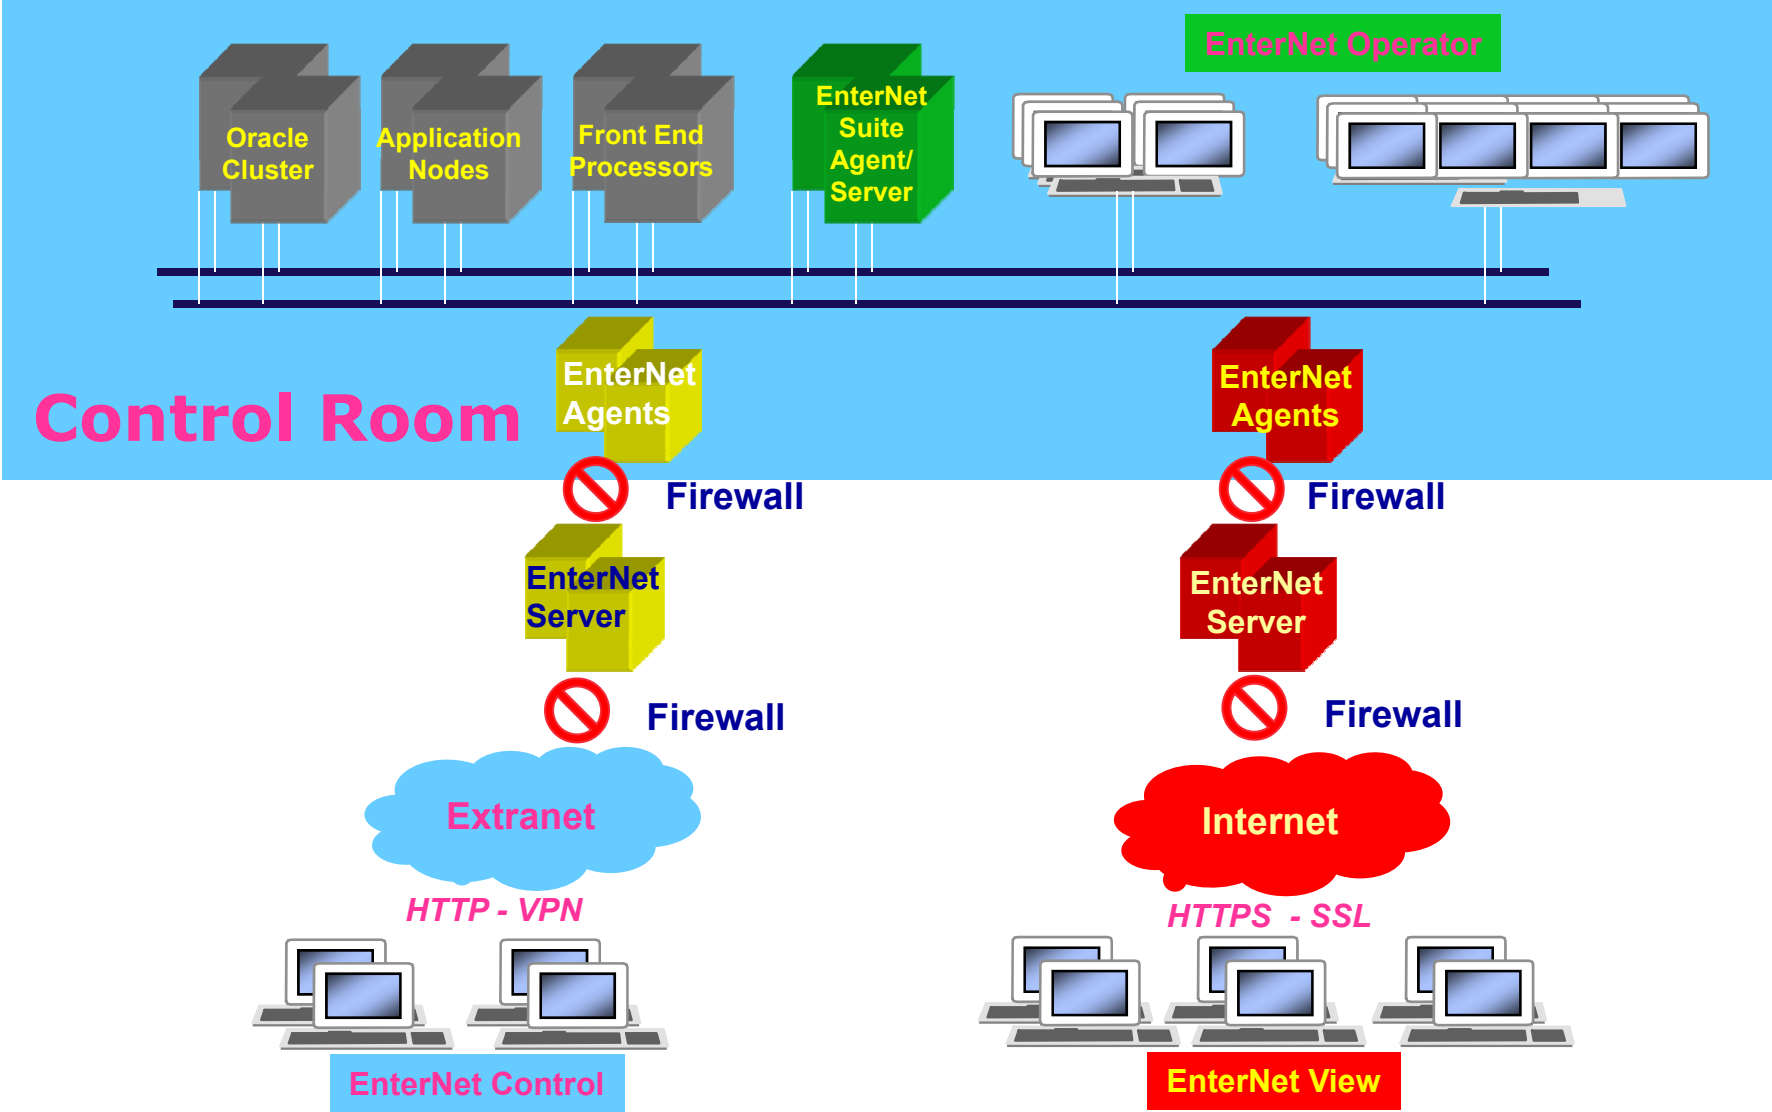 EnterNet Operator
Oracle
Cluster
Application
Nodes
Front End
Processors
EnterNet
Suite
Agent/
Server
Control Room
EnterNet
Agents
EnterNet
Agents
Firewall
Firewall
EnterNet
Server
EnterNet
Server
Firewall
Firewall
Extranet
Internet
HTTP - VPN
HTTPS - SSL
EnterNet Control
EnterNet View